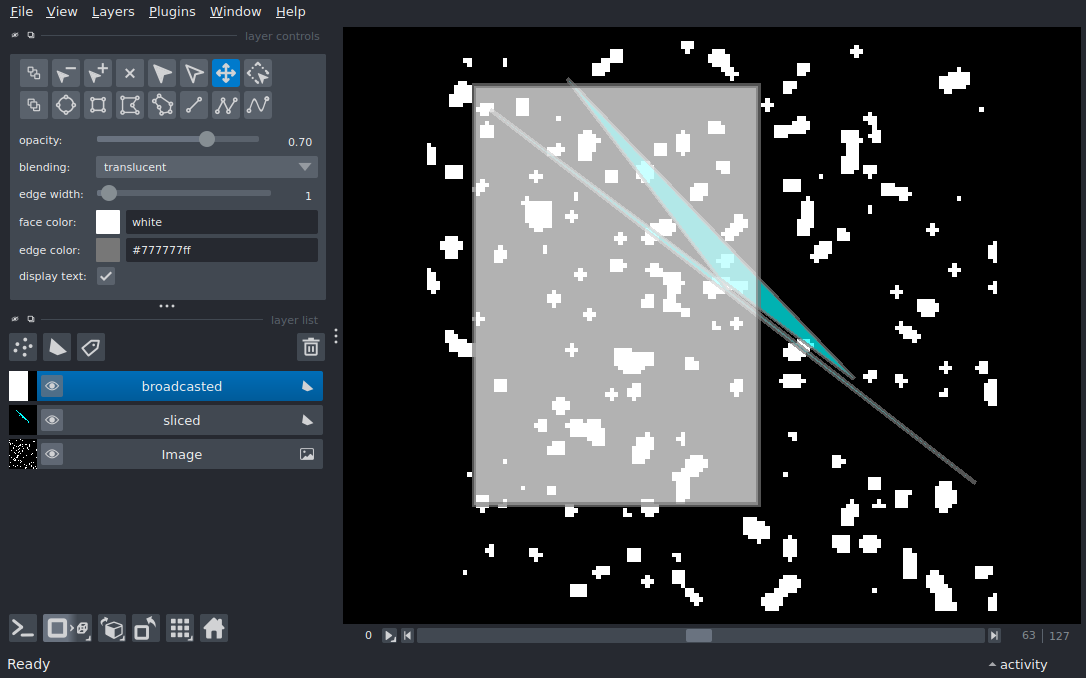 File View Layers Plugins Window Help
layer controls
opacity: 0.70
blending: translucent
edge width: 1
face color: white
edge color: #777777ff
display text:
layer list
broadcasted
sliced
Image
0 63 127
Ready activity